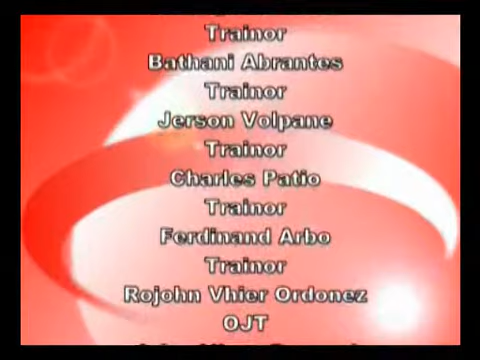 Trainor
Bathani Abrantes
Trainor
Jerson Volpane
Trainor
Charles Patio
Trainor
Ferdinand Arbo
Trainor
Rojohn Vhier Ordonez
OJT